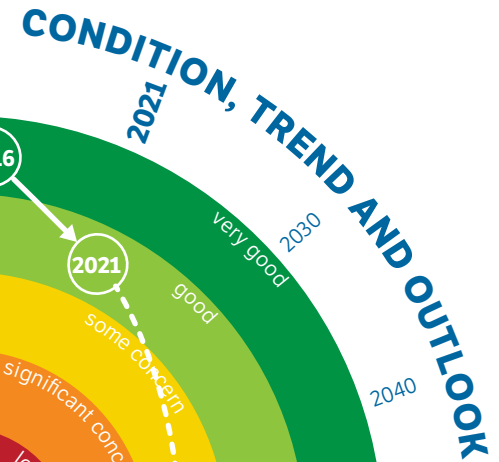 CONDITION, TREND AND OUTLOOK
2021
2030
2040
very good
good
some concern
significant conc
16
2021